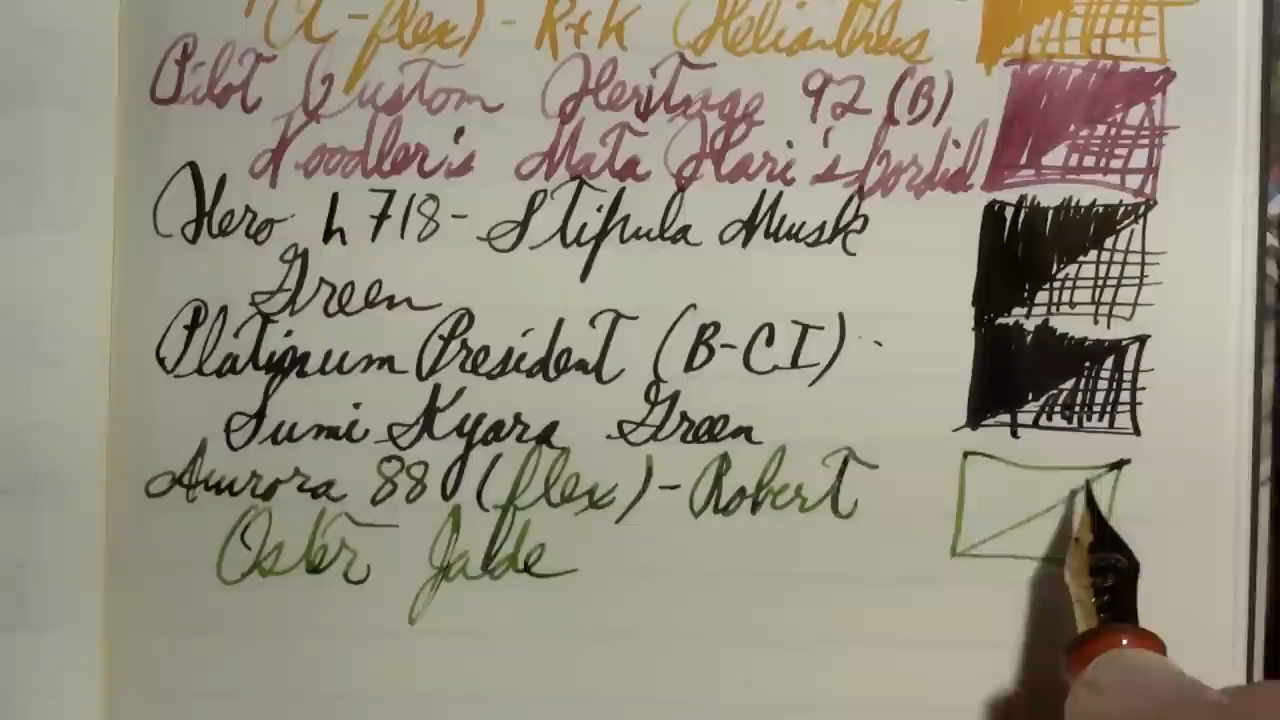 (X-flex) - R+K Helianthus
Pilot Custom Heritage 92 (B)
Noodler's Mata Hari's Cordial
Hero h718 - Stipula Musk
Green
Platinum President (B-CI) -
Sumi Kyara Green
Aurora 88 (flex) - Robert
Oster Jade